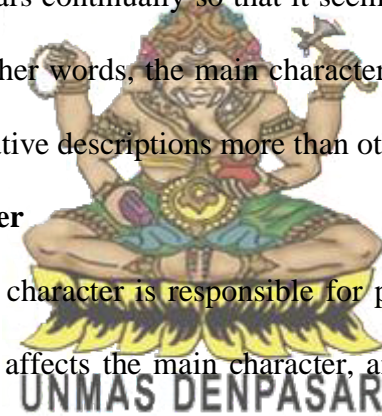 ars continually so that it seem
her words, the main character
ative descriptions more than ot
er
character is responsible for p
affects the main character, a
UNMAS DENPASAR